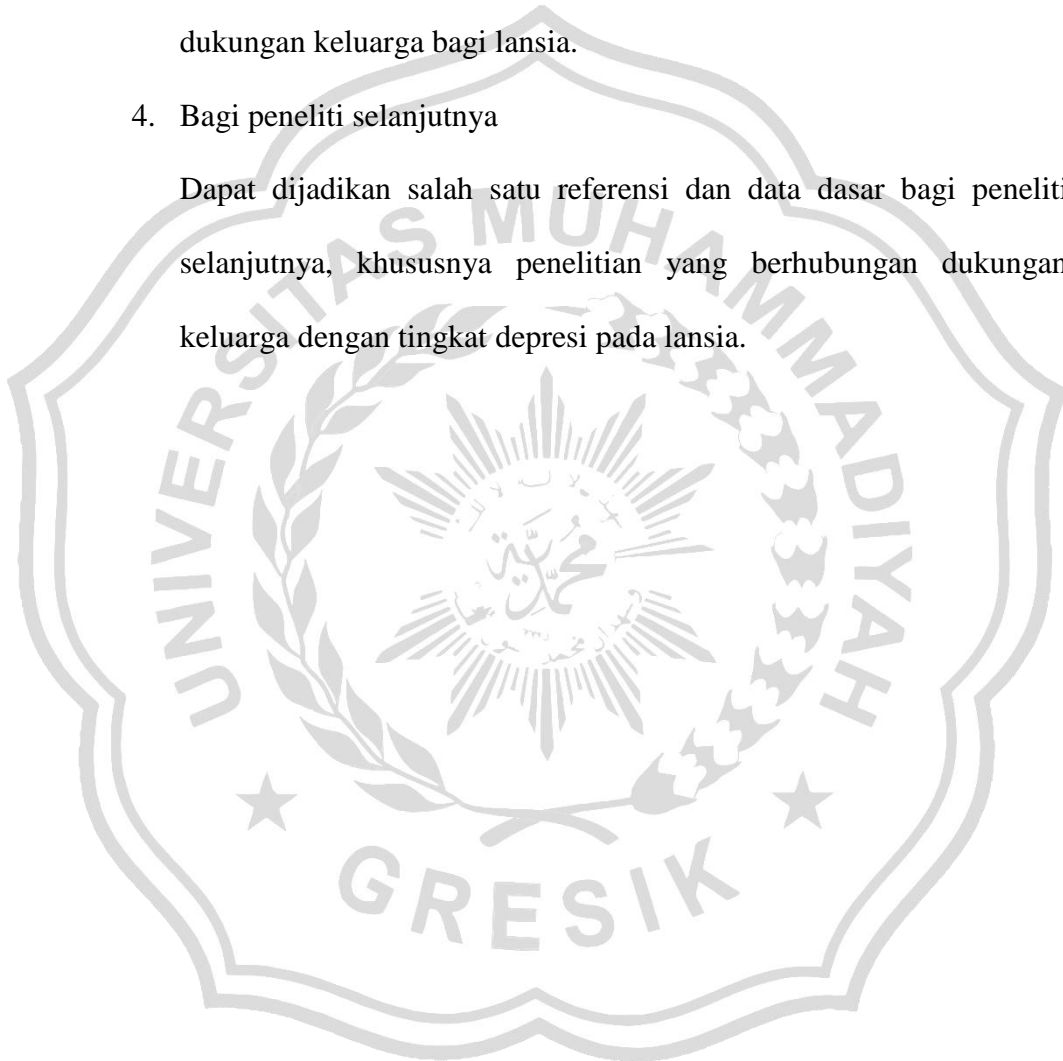 dukungan keluarga bagi lansia.
4. Bagi peneliti selanjutnya
Dapat dijadikan salah satu referensi dan data dasar bagi peneliti
selanjutnya, khususnya penelitian yang berhubungan dukungan
keluarga dengan tingkat depresi pada lansia.
UNIVERSITAS MUHAMMADIYAH
GRESIK